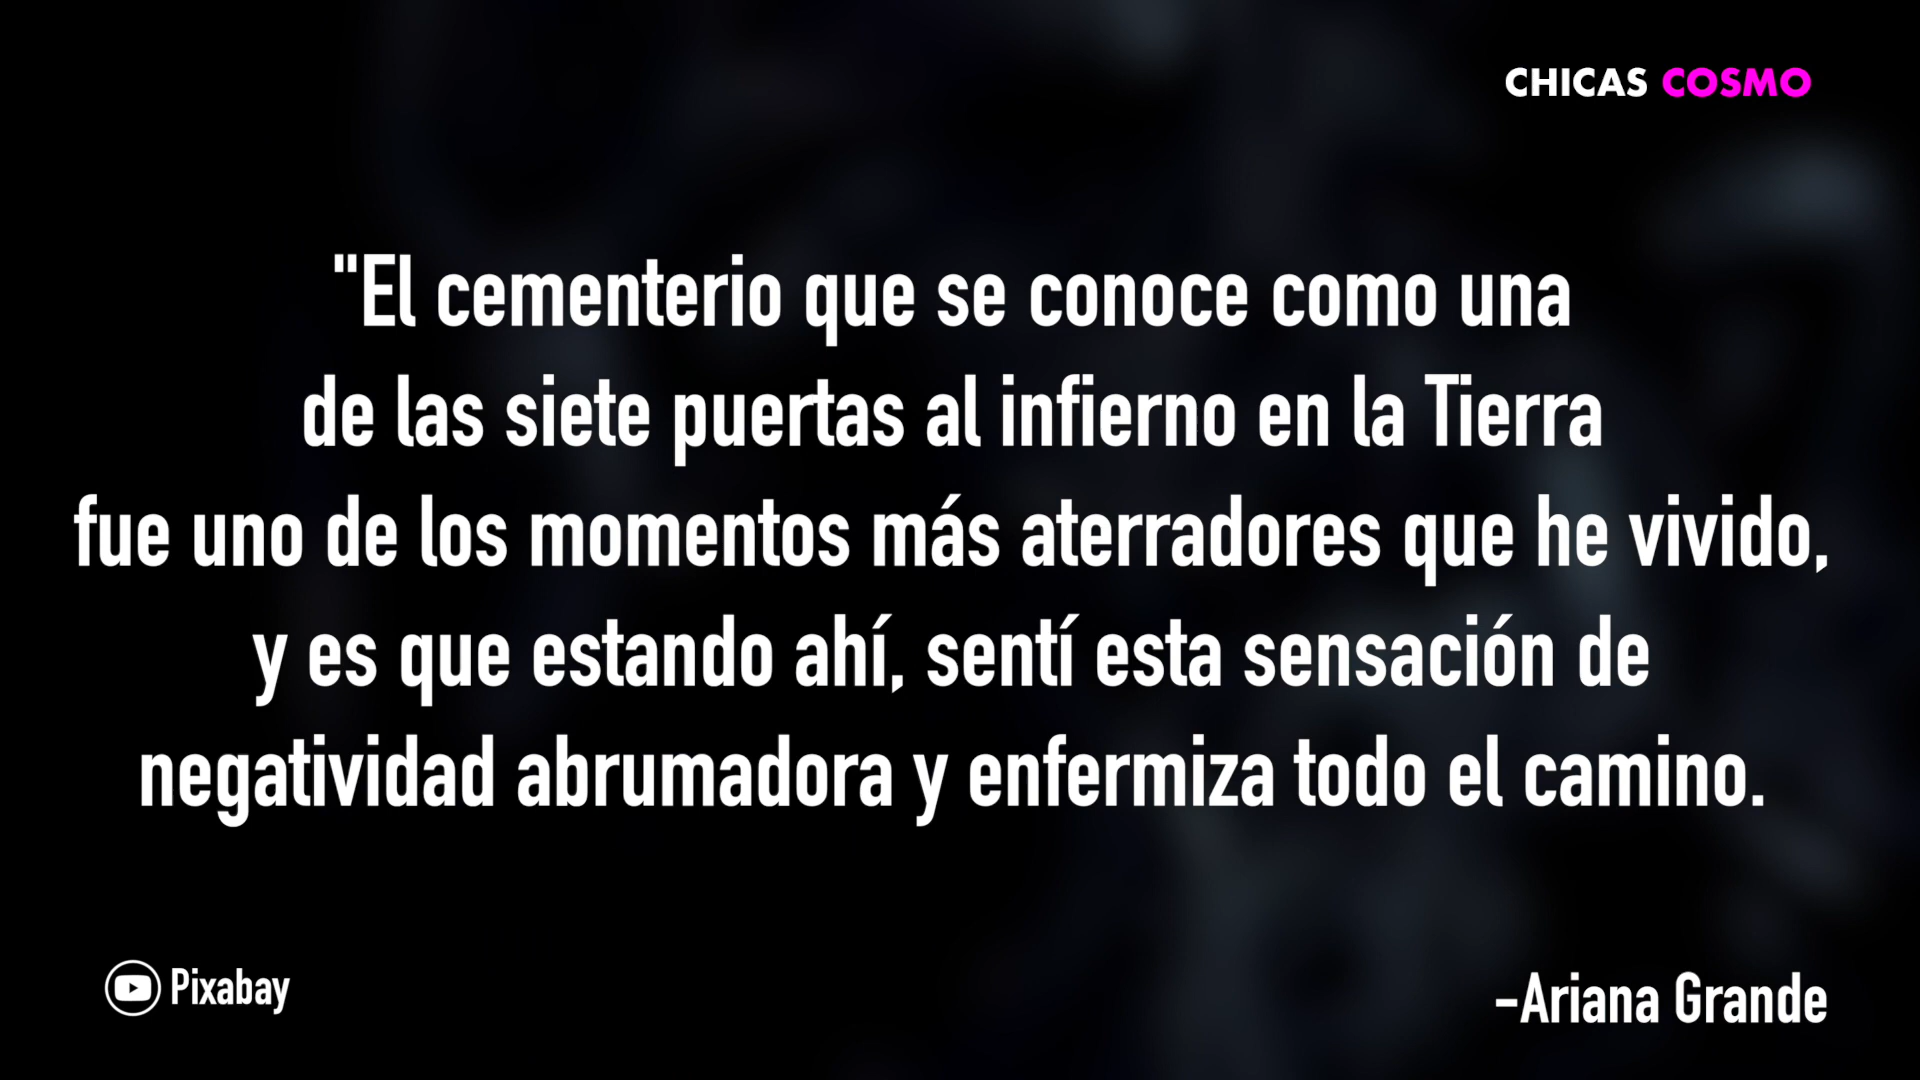 CHICAS COSMO
"El cementerio que se conoce como una
de las siete puertas al infierno en la Tierra
fue uno de los momentos más aterradores que he vivido,
y es que estando ahí, sentí esta sensación de
negatividad abrumadora y enfermiza todo el camino.
Pixabay
-Ariana Grande